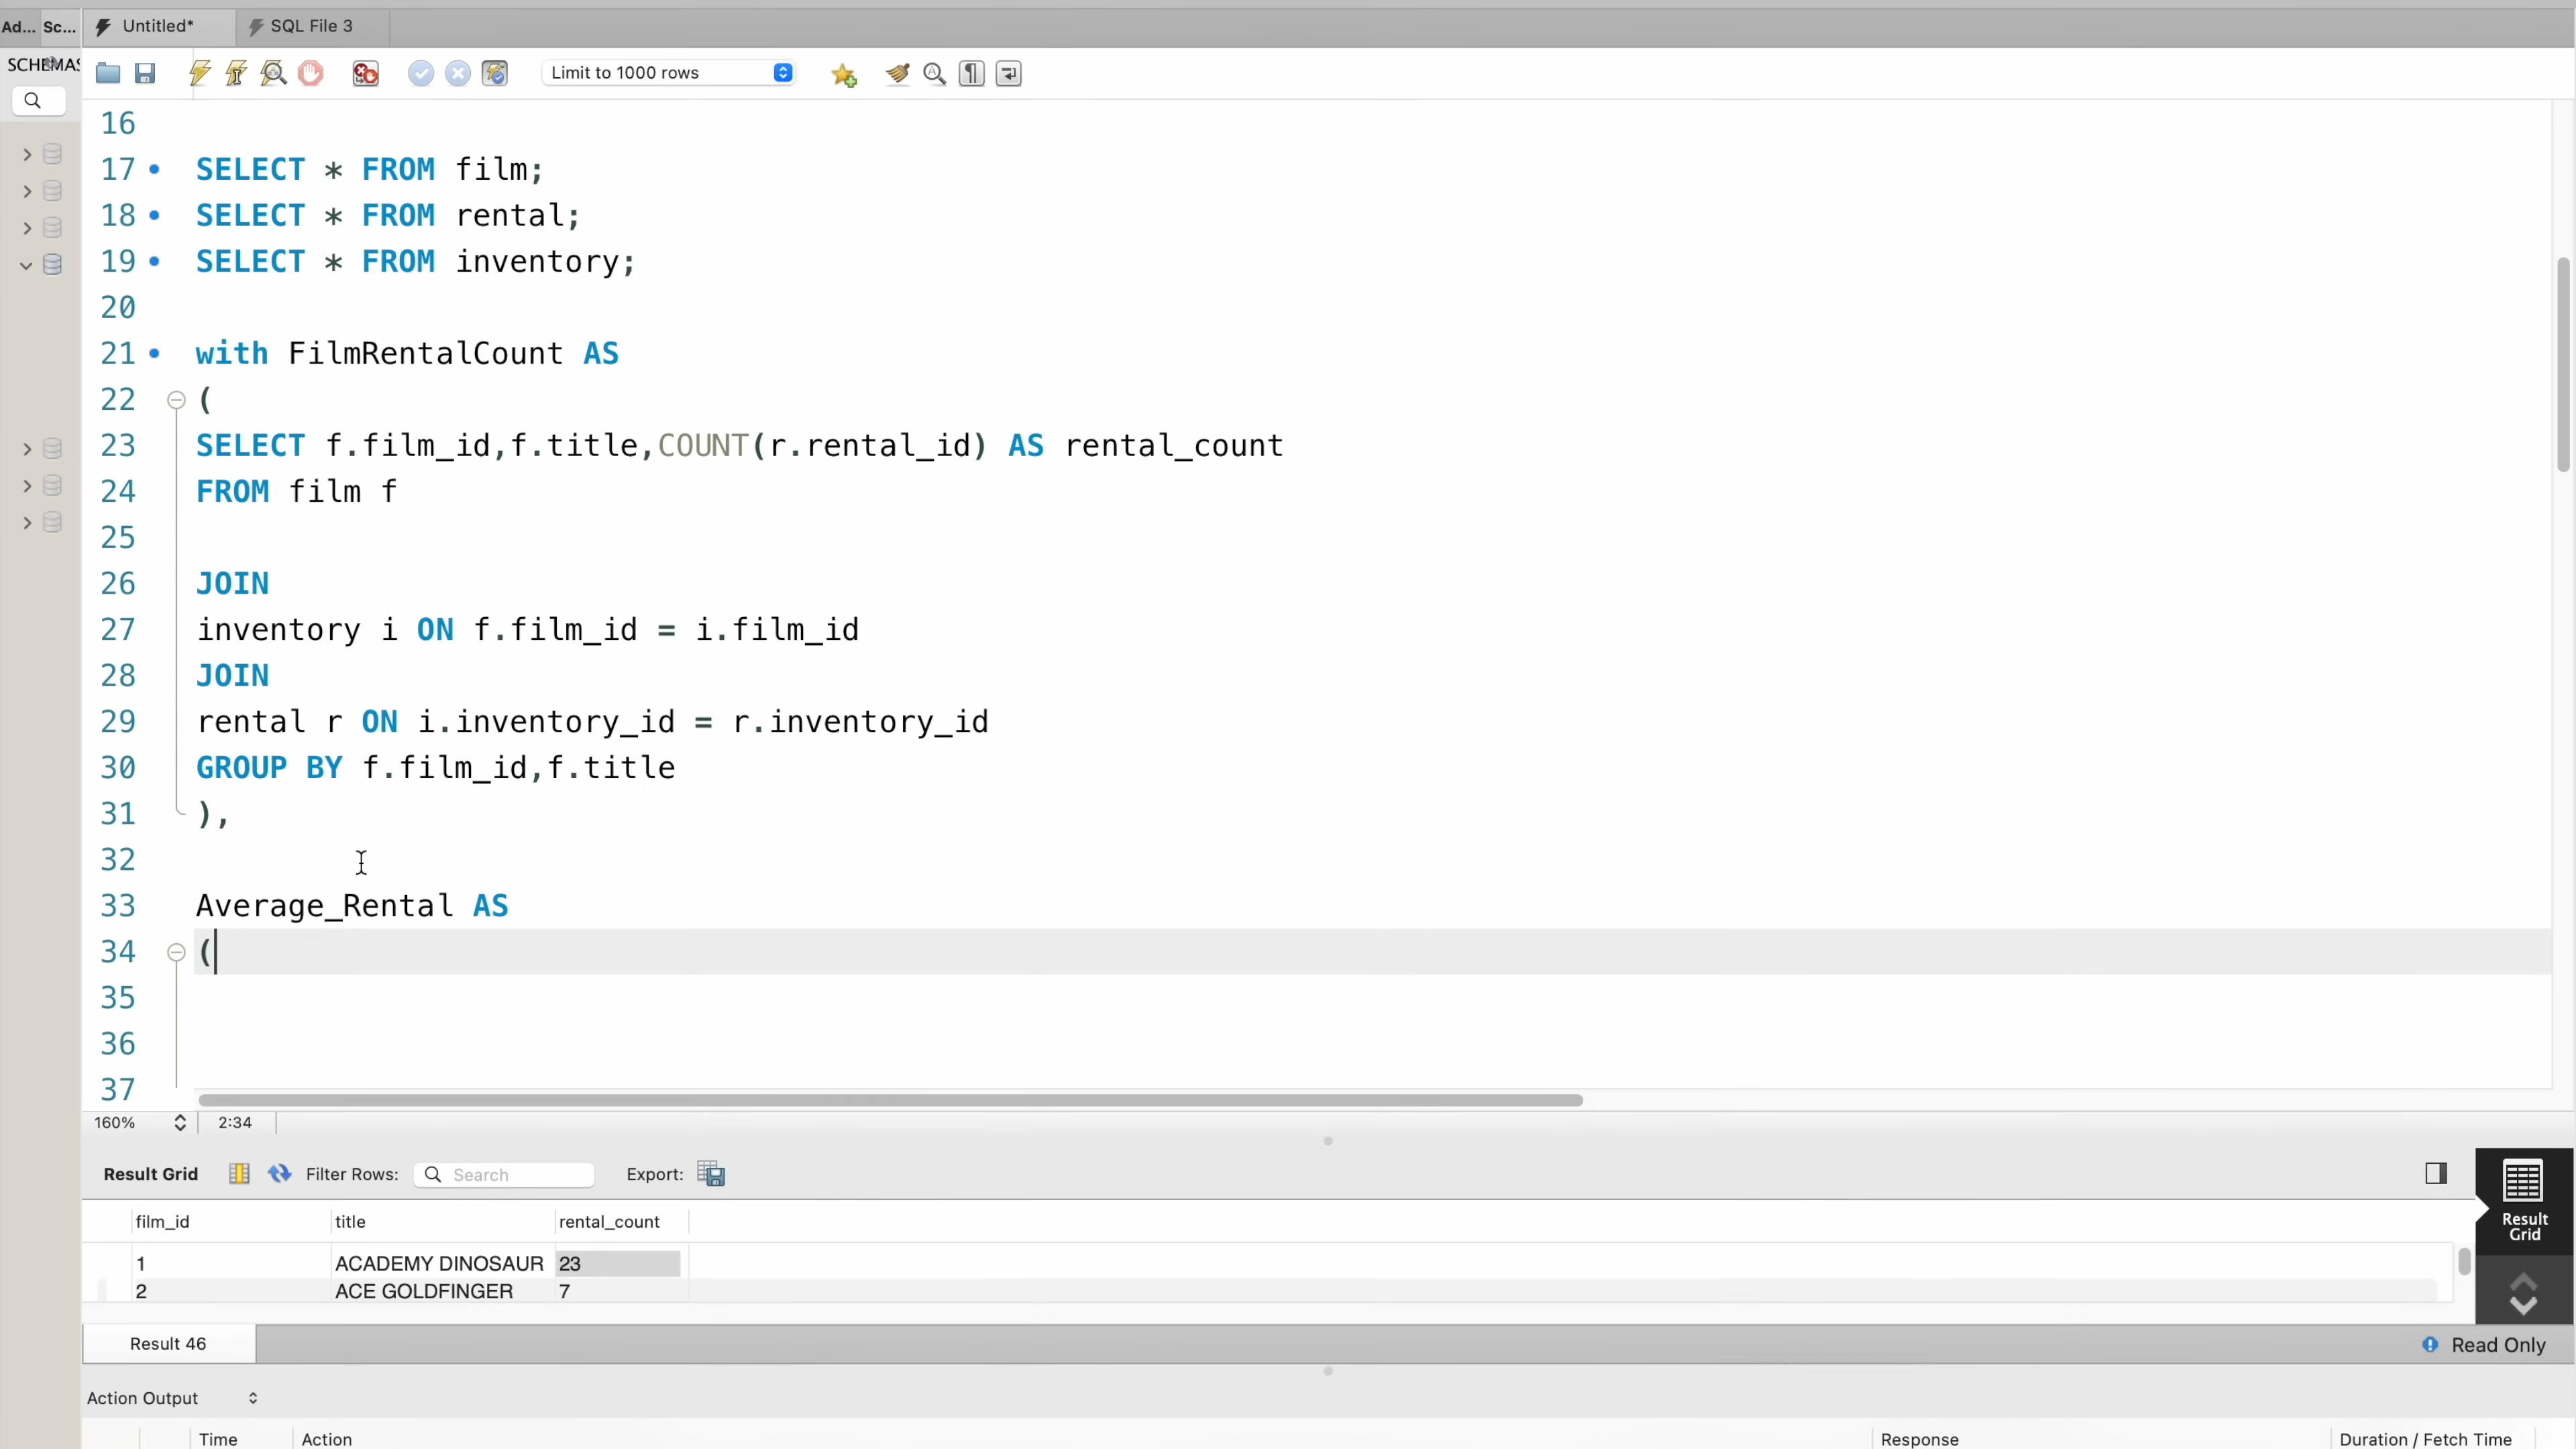 Ad... Sc... Untitled* SQL File 3
SCHEMAS Limit to 1000 rows
16
17 SELECT * FROM film;
18 SELECT * FROM rental;
19 SELECT * FROM inventory;
20
21 with FilmRentalCount AS
22 (
23 SELECT f.film_id,f.title,COUNT(r.rental_id) AS rental_count
24 FROM film f
25
26 JOIN
27 inventory i ON f.film_id = i.film_id
28 JOIN
29 rental r ON i.inventory_id = r.inventory_id
30 GROUP BY f.film_id,f.title
31 ),
32
33 Average_Rental AS
34 (
35
36
37
160% 2:34
Result Grid Filter Rows: Search Export:
Result
Grid
film_id title rental_count
1 ACADEMY DINOSAUR 23
2 ACE GOLDFINGER 7
Result 46 Read Only
Action Output
Time Action Response Duration / Fetch Time